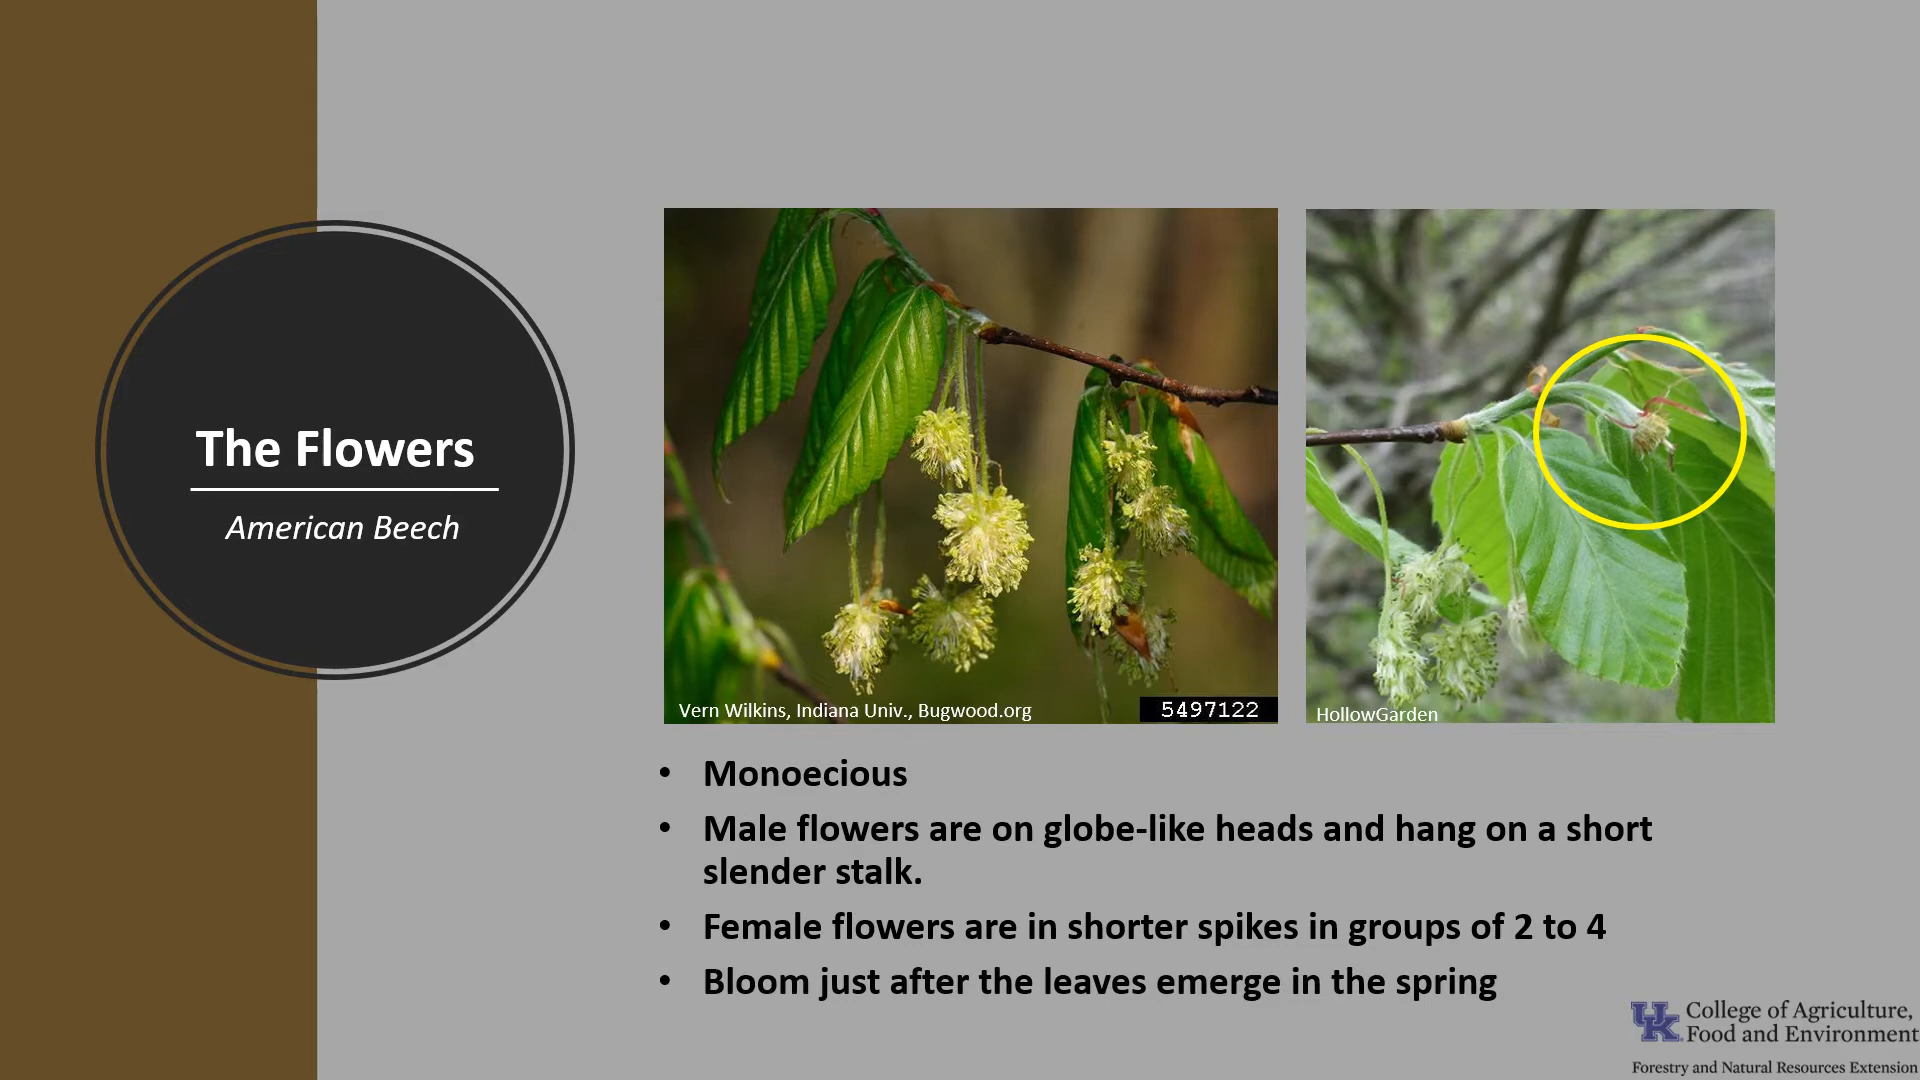 The Flowers
American Beech
Vern Wilkins, Indiana Univ., Bugwood.org
5497122
HollowGarden
• Monoecious
• Male flowers are on globe-like heads and hang on a short
slender stalk.
• Female flowers are in shorter spikes in groups of 2 to 4
• Bloom just after the leaves emerge in the spring
UK College of Agriculture,
Food and Environment
Forestry and Natural Resources Extension